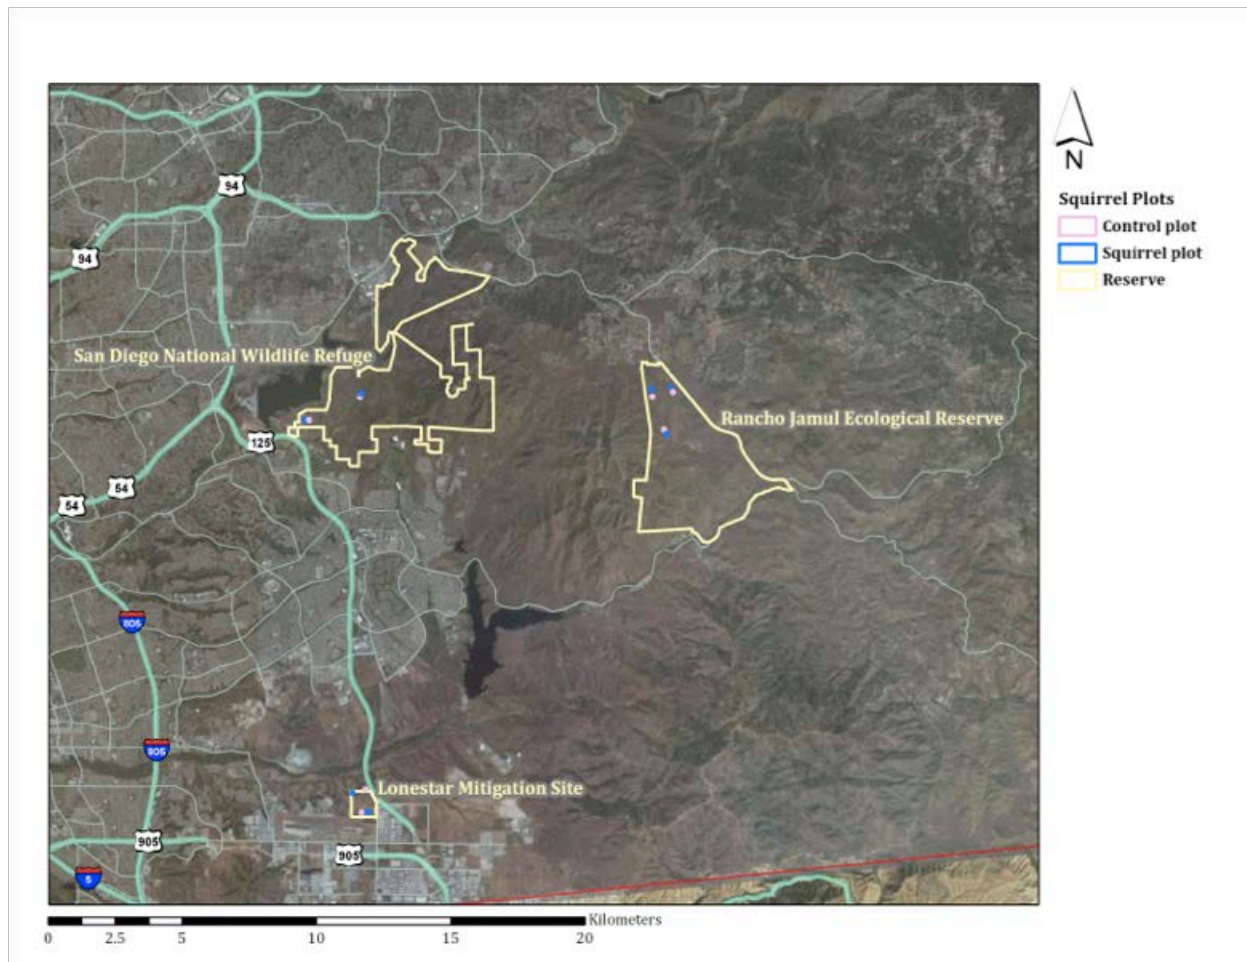 94
94
N
Squirrel Plots
Control plot
Squirrel plot
Reserve
San Diego National Wildlife Refuge
Rancho Jamul Ecological Reserve
125
54
54
805
805
Lonestar Mitigation Site
905
905
5
Kilometers
0 2.5 5 10 15 20